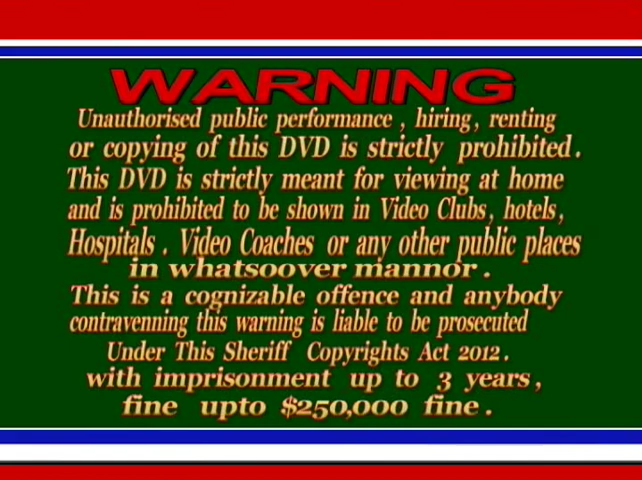 WARNING
Unauthorised public performance , hiring, renting
or copying of this DVD is strictly prohibited.
This DVD is strictly meant for viewing at home
and is prohibited to be shown in Video Clubs, hotels,
Hospitals . Video Coaches or any other public places
in whatsoover mannor.
This is a cognizable offence and anybody
contravenning this warning is liable to be prosecuted
Under This Sheriff Copyrights Act 2012.
with imprisonment up to 3 years,
fine upto $250,000 fine.